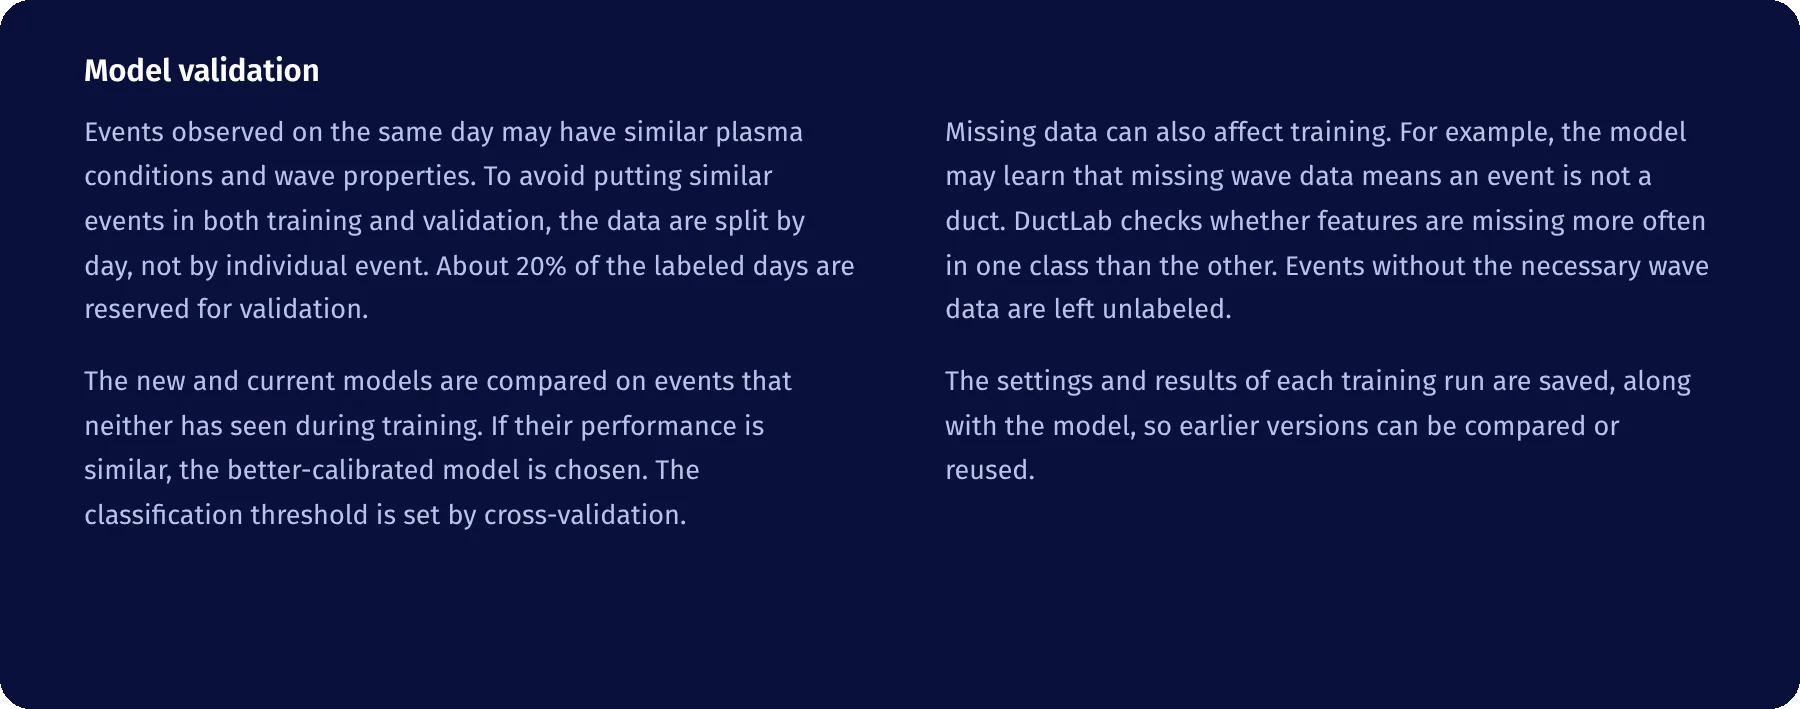 Model validation
Events observed on the same day may have similar plasma
conditions and wave properties. To avoid putting similar
events in both training and validation, the data are split by
day, not by individual event. About 20% of the labeled days are
reserved for validation.
The new and current models are compared on events that
neither has seen during training. If their performance is
similar, the better-calibrated model is chosen. The
classification threshold is set by cross-validation.
Missing data can also affect training. For example, the model
may learn that missing wave data means an event is not a
duct. DuctLab checks whether features are missing more often
in one class than the other. Events without the necessary wave
data are left unlabeled.
The settings and results of each training run are saved, along
with the model, so earlier versions can be compared or
reused.